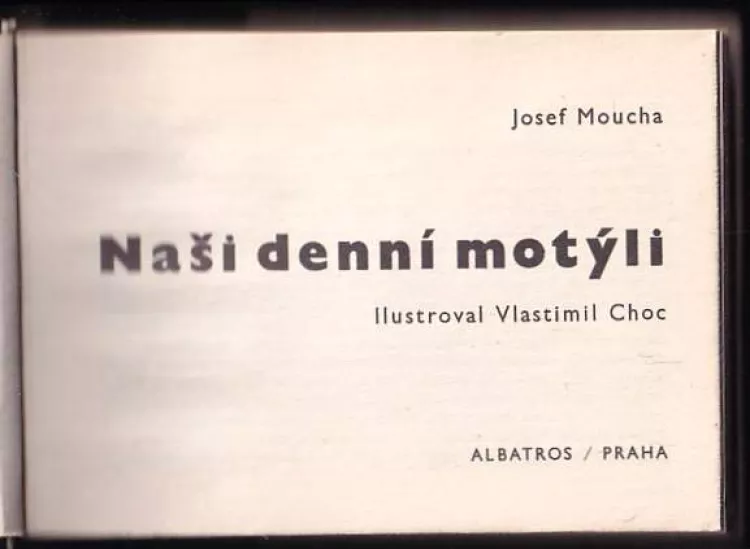 Josef Moucha
Naši denní motýli
Ilustroval Vlastimil Choc
ALBATROS / PRAHA